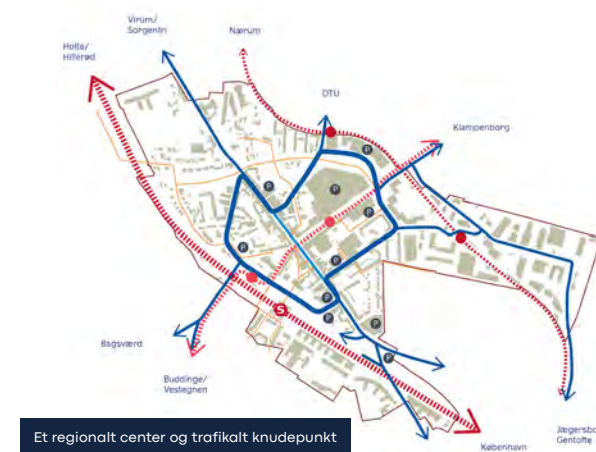 Virum/
Sorgenfri
Nærum
Holte/
Hillerød
DTU
Klampenborg
P
P
P
P
P
S
P
P
P
P
Bagsværd
Buddinge/
Vestegnen
Jægersbo
Gentofte
København
Et regionalt center og trafikalt knudepunkt